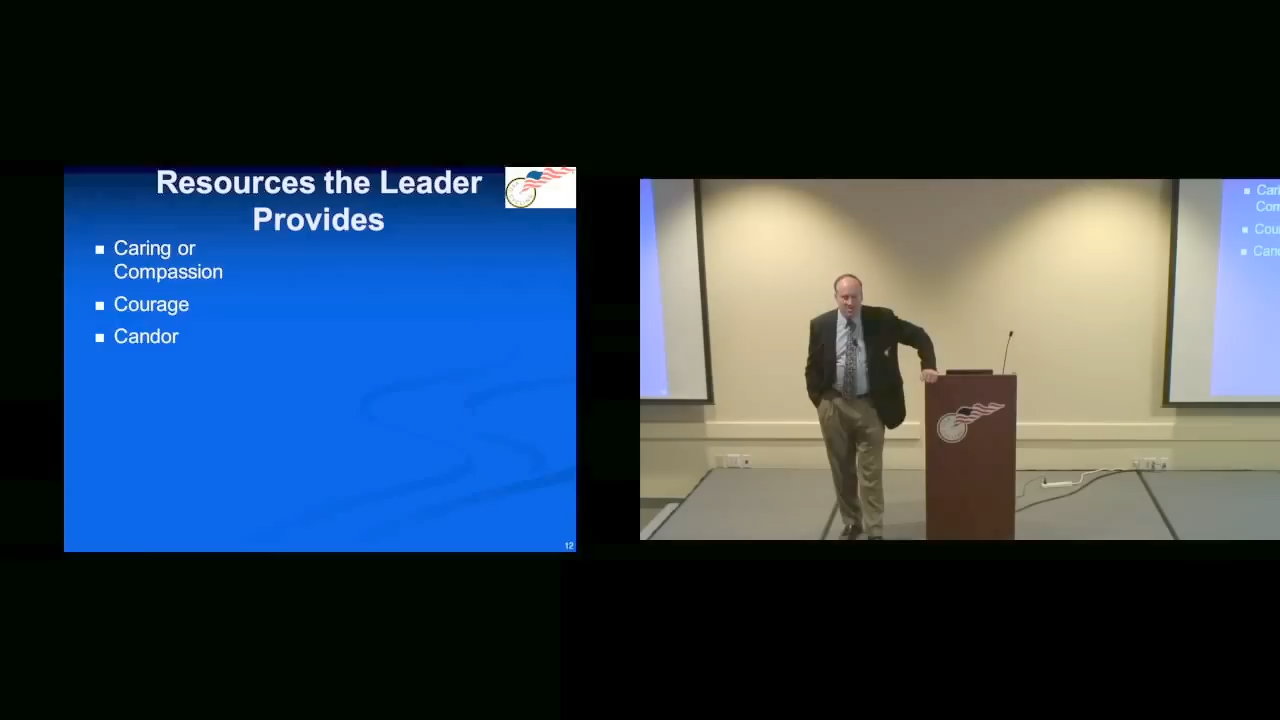 Resources the Leader
Provides
Caring or
Compassion
Courage
Candor
12